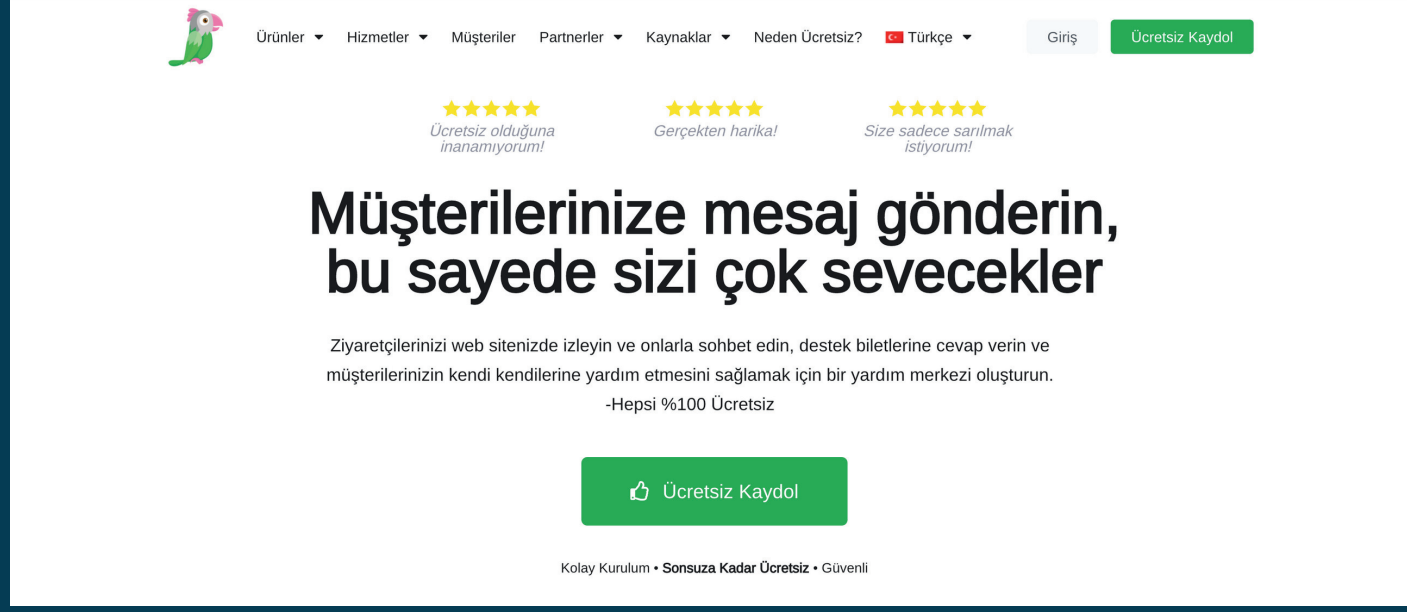 Ürünler Hizmetler Müşteriler Partnerler Kaynaklar Neden Ücretsiz? Türkçe Giriş Ücretsiz Kaydol
Ücretsiz olduğuna
inanamıyorum!
Gerçekten harika!
Size sadece sarılmak
istiyorum!
Müşterilerinize mesaj gönderin,
bu sayede sizi çok sevecekler
Ziyaretçilerinizi web sitenizde izleyin ve onlarla sohbet edin, destek biletlerine cevap verin ve
müşterilerinizin kendi kendilerine yardım etmesini sağlamak için bir yardım merkezi oluşturun.
-Hepsi %100 Ücretsiz
Ücretsiz Kaydol
Kolay Kurulum • Sonsuza Kadar Ücretsiz • Güvenli